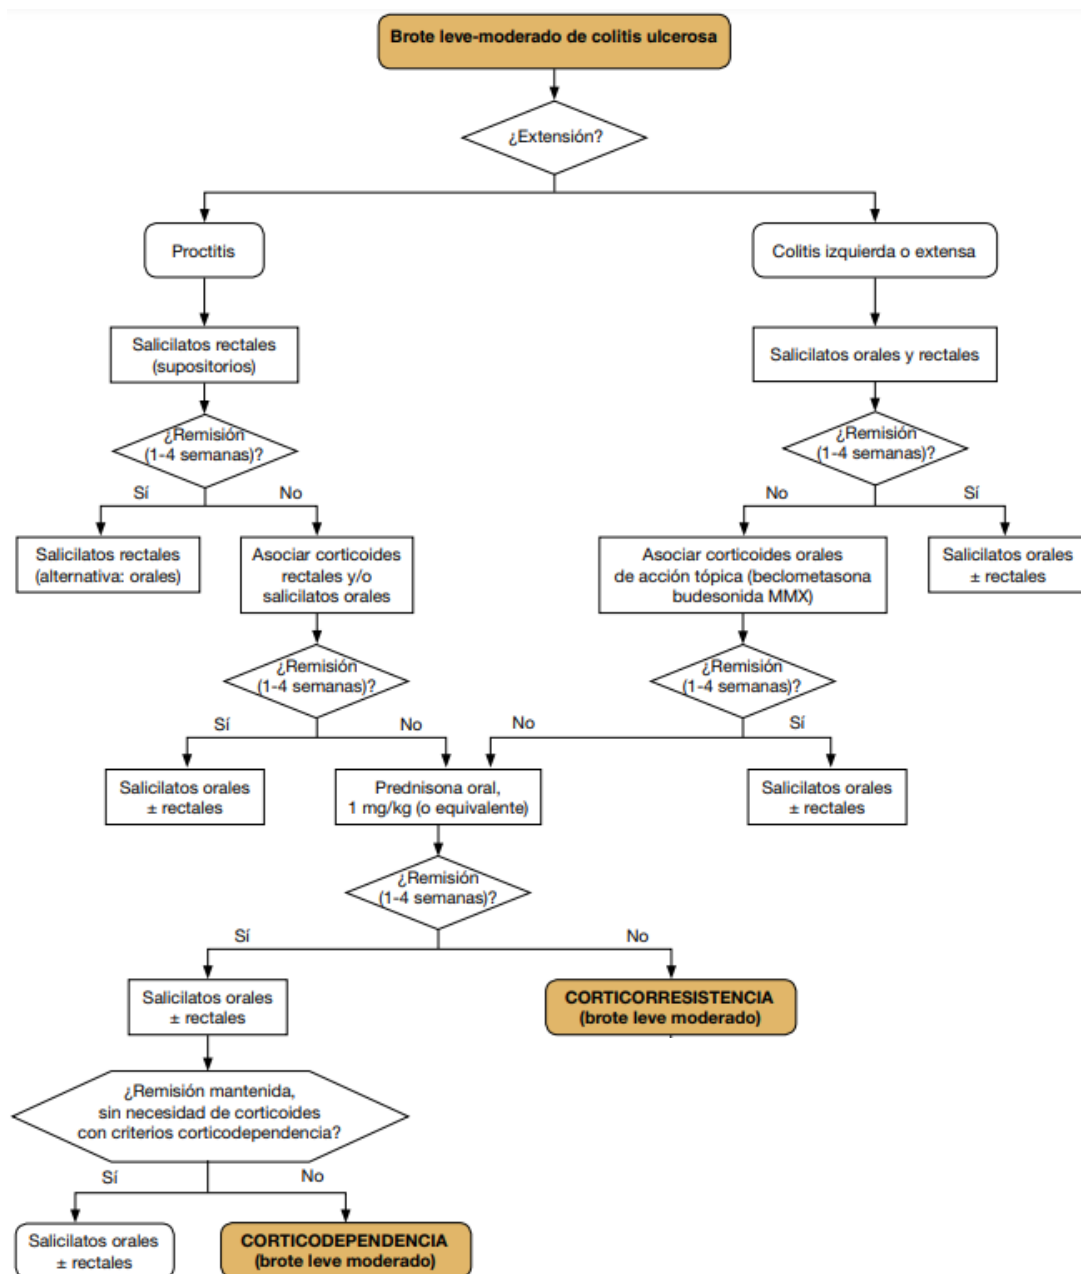 Brote leve-moderado de colitis ulcerosa
¿Extensión?
Proctitis
Colitis izquierda o extensa
Salicilatos rectales
(supositorios)
Salicilatos orales y rectales
¿Remisión
(1-4 semanas)?
¿Remisión
(1-4 semanas)?
Sí
No
No
Sí
Salicilatos rectales
(alternativa: orales)
Asociar corticoides
rectales y/o
salicilatos orales
Asociar corticoides orales
de acción tópica (beclometasona
budesonida MMX)
Salicilatos orales
± rectales
¿Remisión
(1-4 semanas)?
¿Remisión
(1-4 semanas)?
Sí
No
No
Sí
Salicilatos orales
± rectales
Prednisona oral,
1 mg/kg (o equivalente)
Salicilatos orales
± rectales
¿Remisión
(1-4 semanas)?
Sí
No
Salicilatos orales
± rectales
CORTICORRESISTENCIA
(brote leve moderado)
¿Remisión mantenida,
sin necesidad de corticoides
con criterios corticodependencia?
Sí
No
Salicilatos orales
± rectales
CORTICODEPENDENCIA
(brote leve moderado)